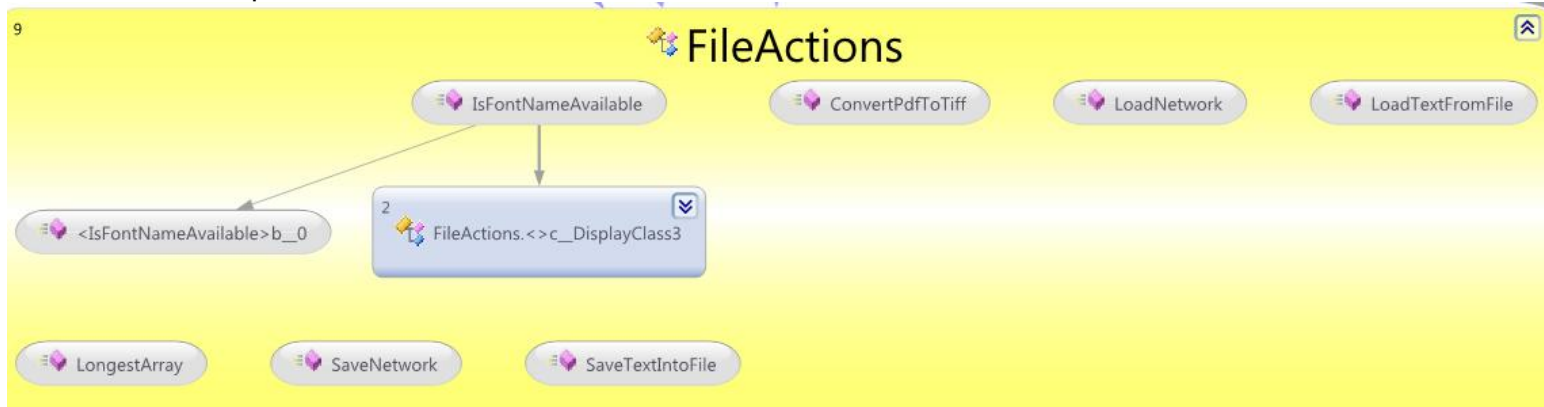 9
FileActions
IsFontNameAvailable
ConvertPdfToTiff
LoadNetwork
LoadTextFromFile
<IsFontNameAvailable>b__0
2
FileActions.<>c__DisplayClass3
LongestArray
SaveNetwork
SaveTextIntoFile